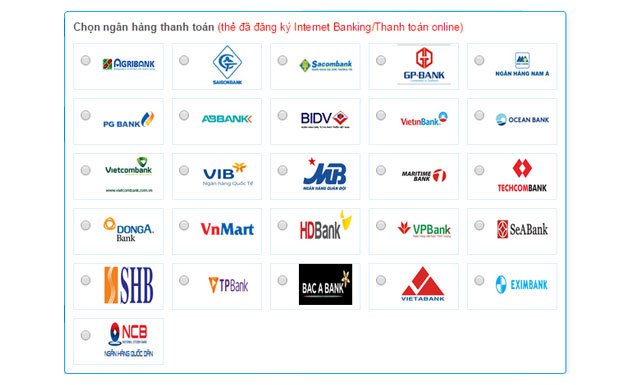 Chọn ngân hàng thanh toán (thẻ đã đăng ký Internet Banking/Thanh toán online)
AGRIBANK
SAIGONBANK
Sacombank
GP-BANK
NGÂN HÀNG NAM Á
PG BANK
ABBANK
BIDV
VietinBank
OCEAN BANK
Vietcombank
www.vietcombank.com.vn
VIB
Ngân hàng Quốc Tế
MB
NGÂN HÀNG QUÂN ĐỘI
MARITIME
BANK
TECHCOMBANK
DONGA
Bank
VnMart
HDBank
VPBank
SeABank
SHB
TPBank
BAC A BANK
VIETABANK
EXIMBANK
NCB
NGÂN HÀNG QUỐC DÂN